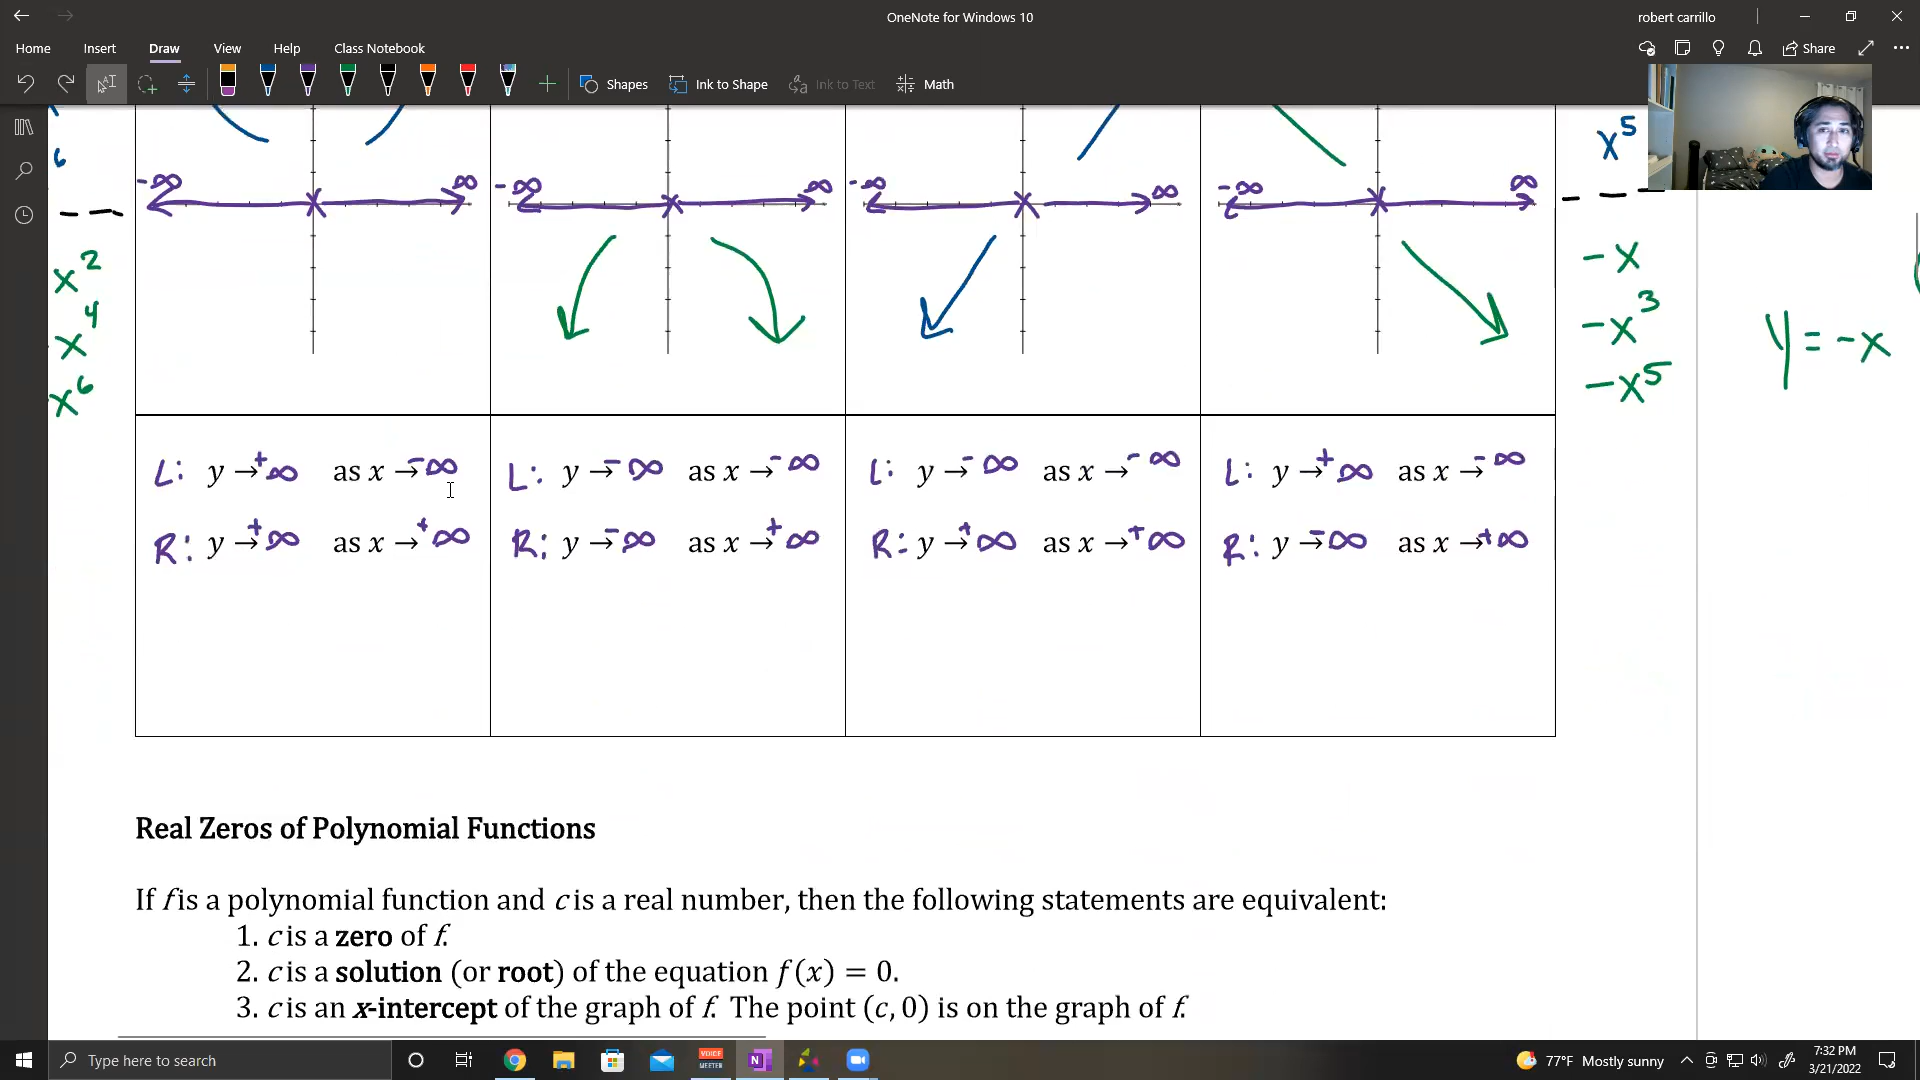 OneNote for Windows 10
robert carrillo
Home Insert Draw View Help Class Notebook
Share
Shapes Ink to Shape Ink to Text Math
6
x⁵
-∞ ∞ -∞ ∞ -∞ ∞ -∞ ∞
x²
x⁴
x⁶
-x
-x³
-x⁵
y = -x
L: y → +∞ as x → -∞
R: y → +∞ as x → +∞
L: y → -∞ as x → -∞
R: y → -∞ as x → +∞
L: y → -∞ as x → -∞
R: y → +∞ as x → +∞
L: y → +∞ as x → -∞
R: y → -∞ as x → +∞
Real Zeros of Polynomial Functions
If f is a polynomial function and c is a real number, then the following statements are equivalent:
1. c is a zero of f.
2. c is a solution (or root) of the equation f(x) = 0.
3. c is an x-intercept of the graph of f. The point (c, 0) is on the graph of f.
Type here to search
VOICE
MEETER
77°F Mostly sunny
7:32 PM
3/21/2022